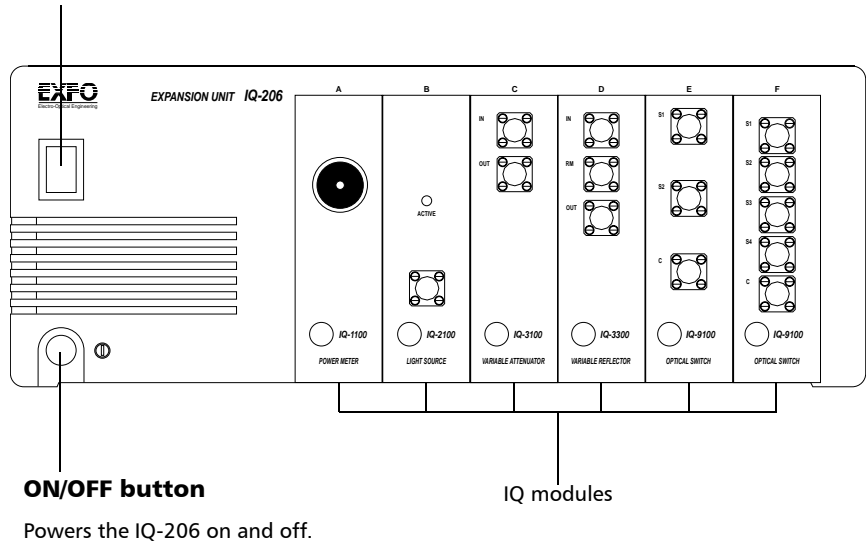 EXFO
Electro-Optical Engineering
EXPANSION UNIT IQ-206
A B C D E F
IN
OUT
IN
RM
OUT
S1
S2
C
S1
S2
S3
S4
C
ACTIVE
IQ-1100 IQ-2100 IQ-3100 IQ-3300 IQ-9100 IQ-9100
POWER METER LIGHT SOURCE VARIABLE ATTENUATOR VARIABLE REFLECTOR OPTICAL SWITCH OPTICAL SWITCH
ON/OFF button
IQ modules
Powers the IQ-206 on and off.